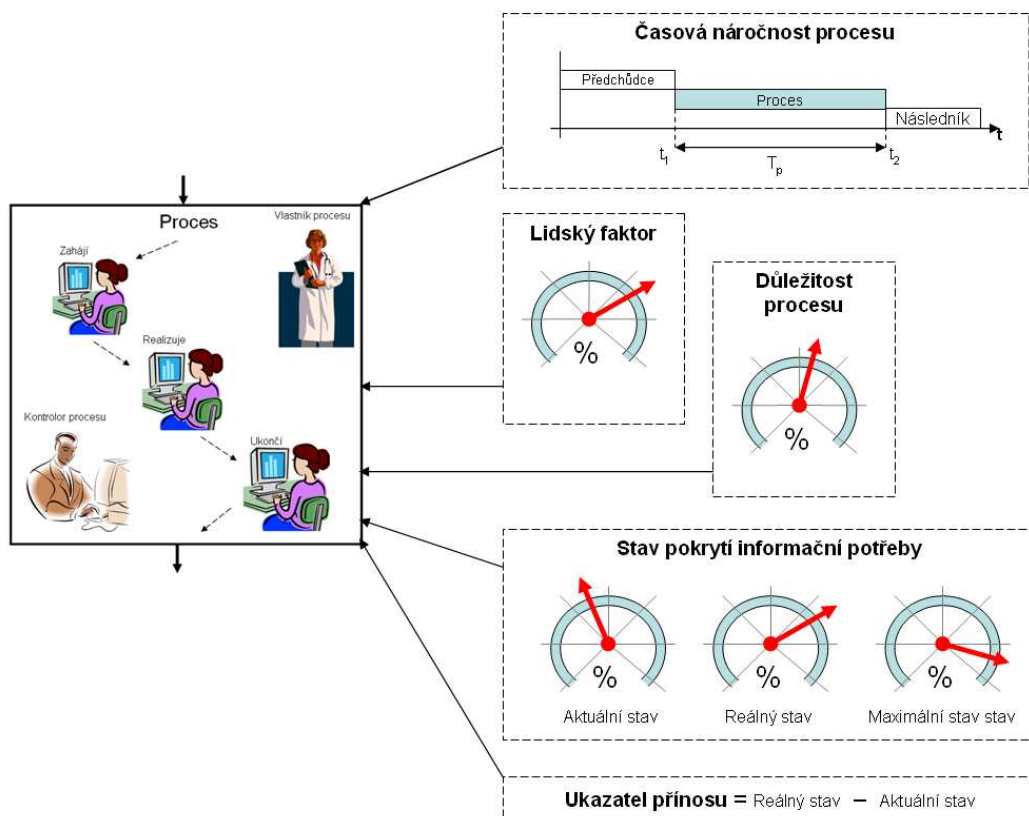 Časová náročnost procesu
Předchůdce
Proces
Následník
t
t1
Tp
t2
Proces
Vlastník procesu
Zahájí
Realizuje
Kontrolor procesu
Ukončí
Lidský faktor
%
Důležitost
procesu
%
Stav pokrytí informační potřeby
% % %
Aktuální stav Reálný stav Maximální stav stav
Ukazatel přínosu = Reálný stav – Aktuální stav